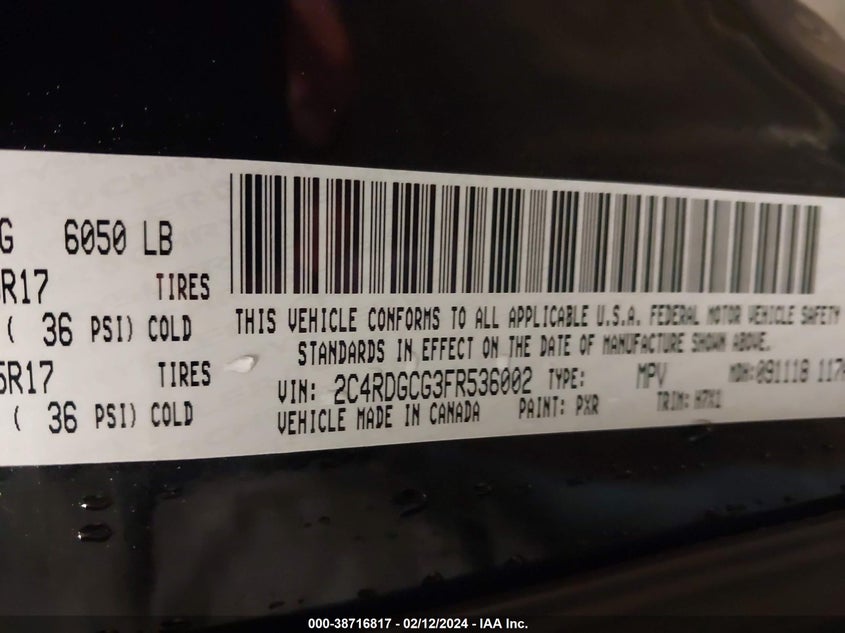 G 6050 LB
R17 TIRES
( 36 PSI) COLD
5R17 TIRES
( 36 PSI) COLD
THIS VEHICLE CONFORMS TO ALL APPLICABLE U.S.A. FEDERAL MOTOR VEHICLE SAFETY
STANDARDS IN EFFECT ON THE DATE OF MANUFACTURE SHOWN ABOVE.
VIN: 2C4RDGCG3FR536002 TYPE: MPV MDH:
VEHICLE MADE IN CANADA PAINT: PXR TRIM:
000-38716817 - 02/12/2024 - IAA Inc.